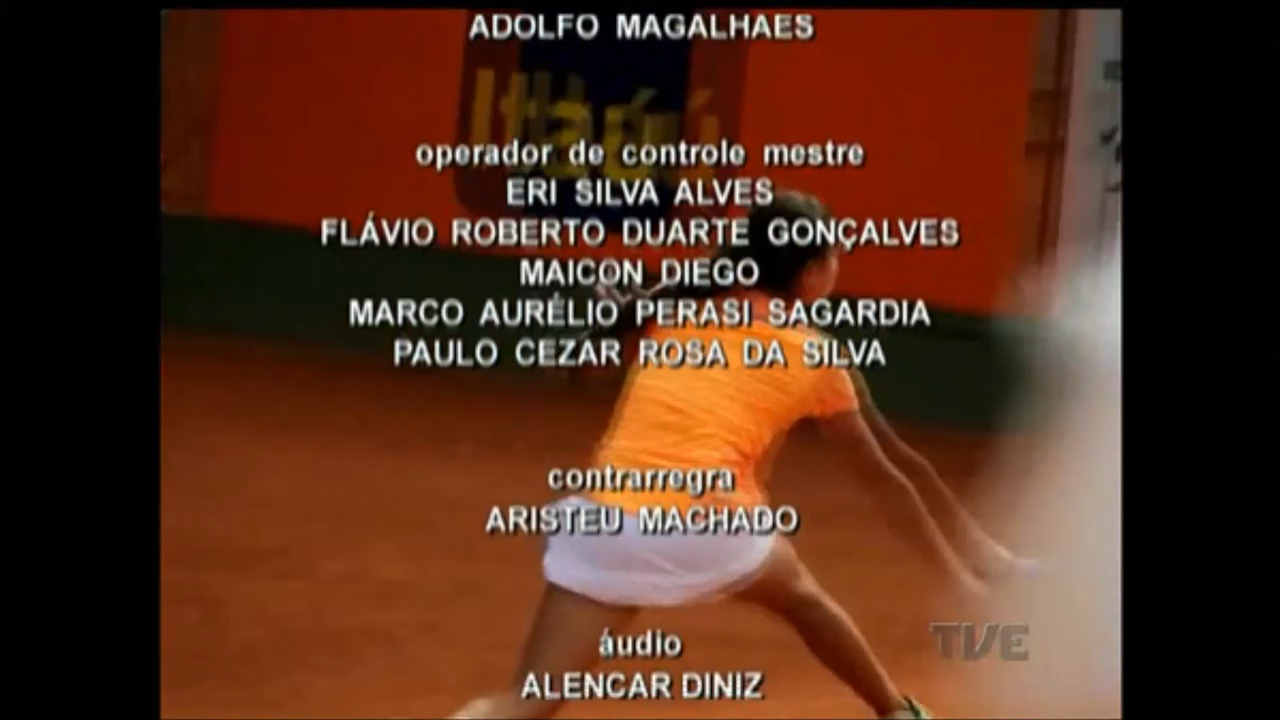 ADOLFO MAGALHAES
Itaú
operador de controle mestre
ERI SILVA ALVES
FLÁVIO ROBERTO DUARTE GONÇALVES
MAICON DIEGO
MARCO AURÉLIO PERASI SAGARDIA
PAULO CEZAR ROSA DA SILVA
contrarregra
ARISTEU MACHADO
áudio
ALENCAR DINIZ
TVE